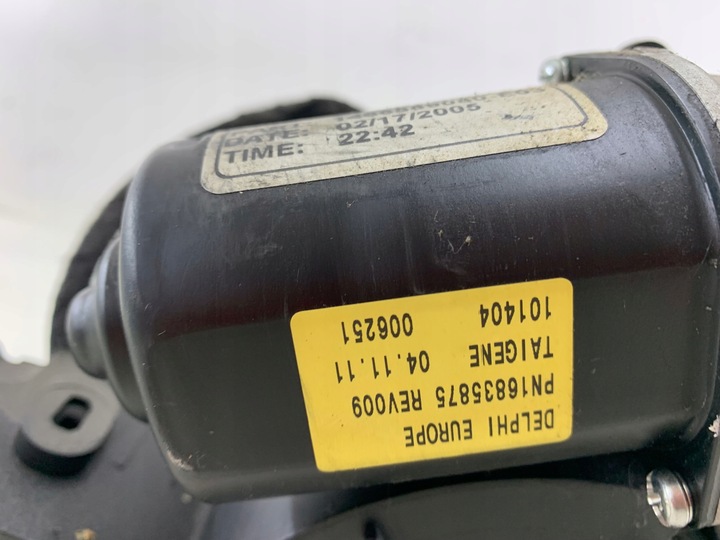 DATE: 02/17/2005
TIME: 22:42
DELPHI EUROPE
PN16835875 REV009
TAIGENE 04.11.11
101404 006251